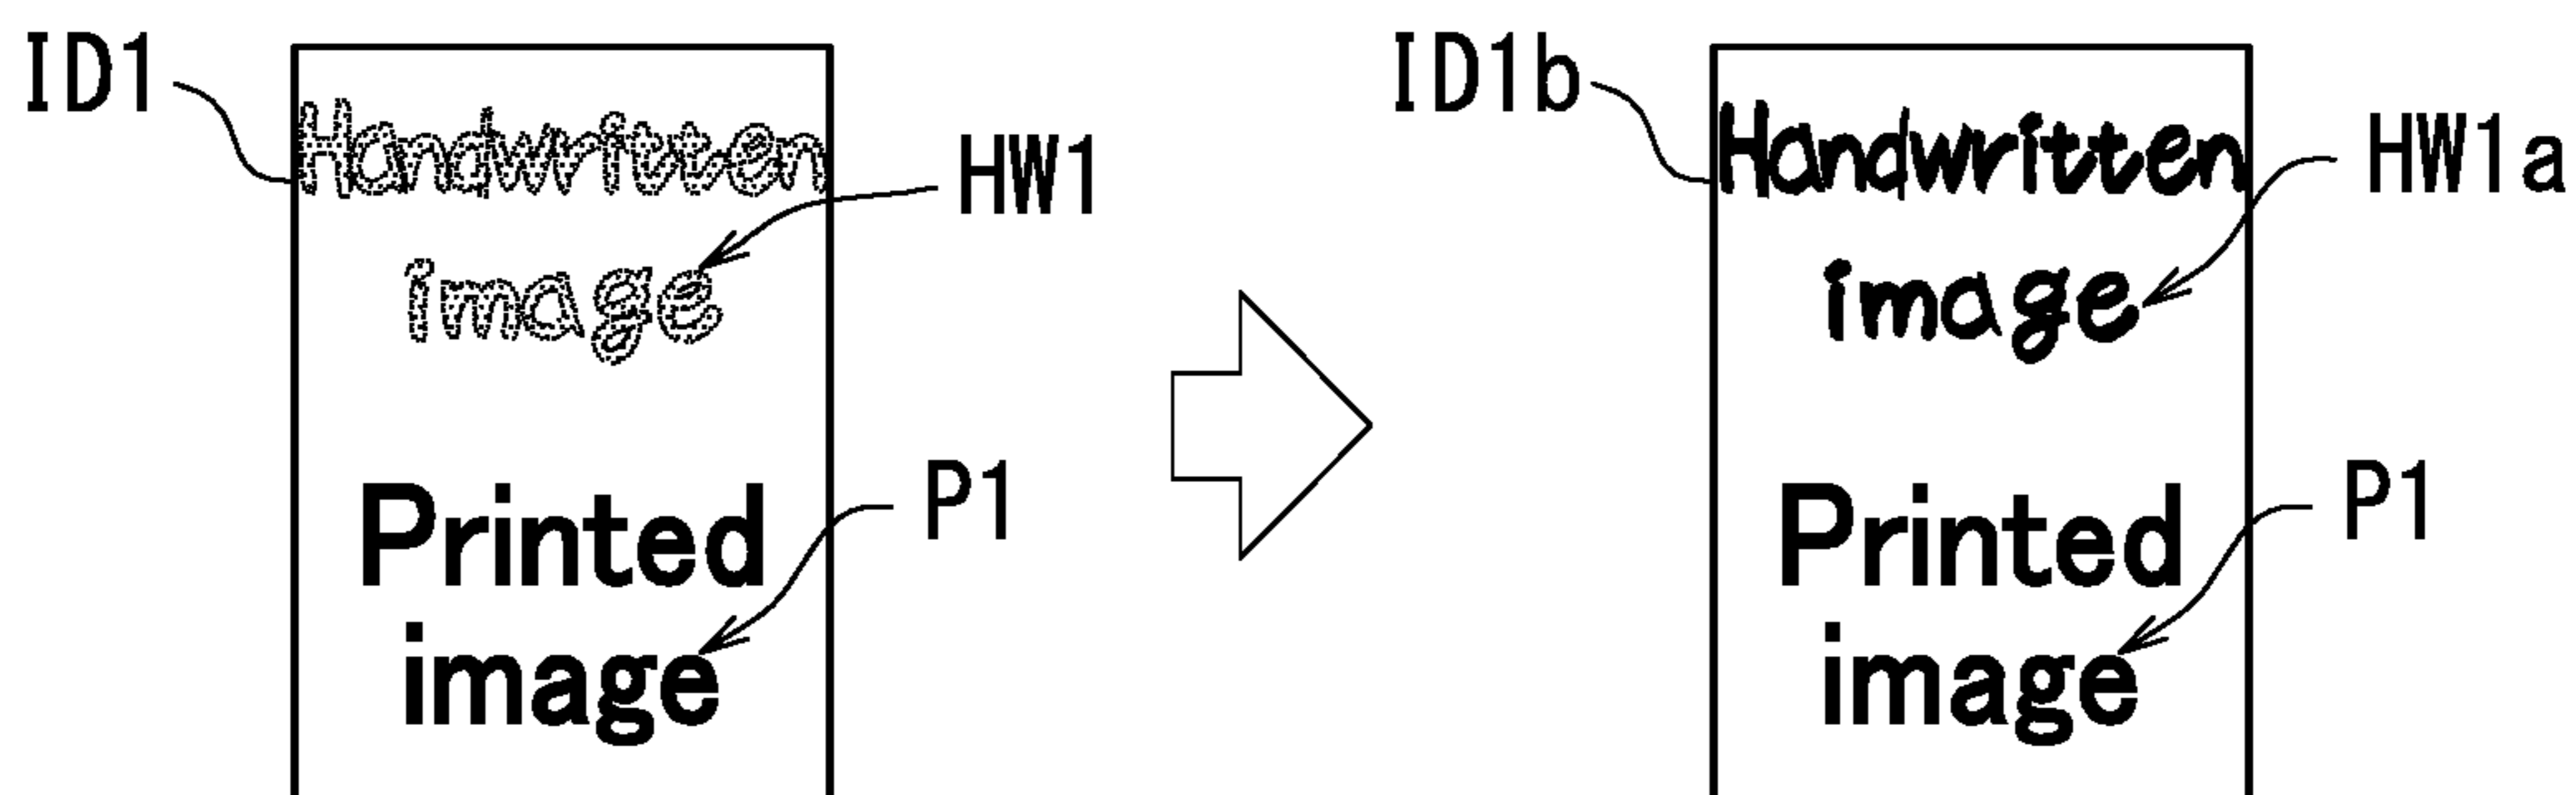 ID1
Handwritten
image
HW1
Printed
image
P1
ID1b
Handwritten
image
HW1a
Printed
image
P1